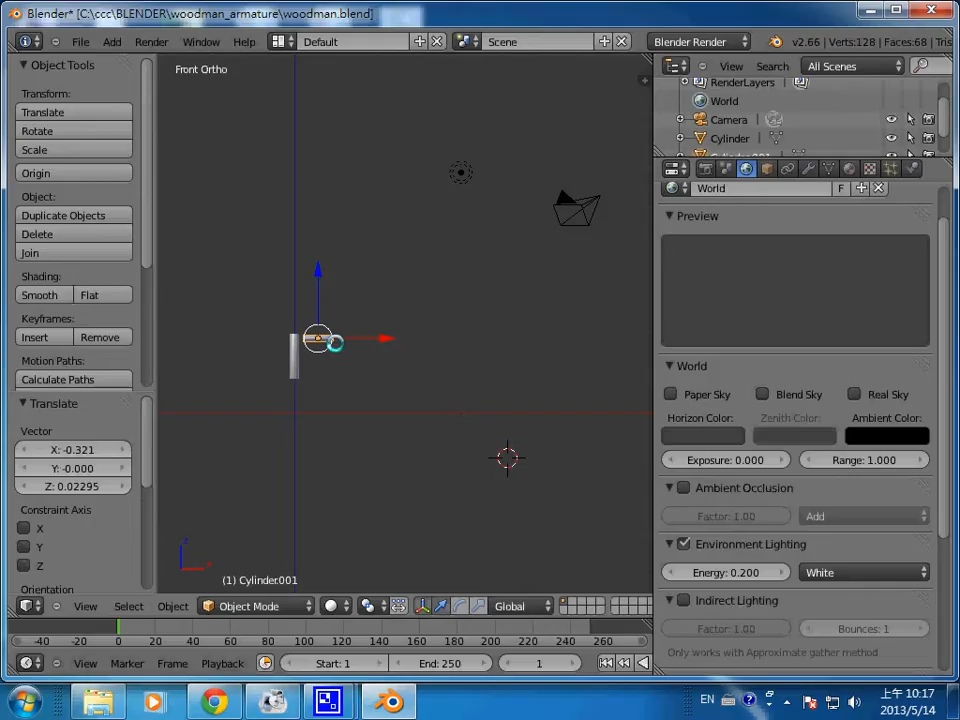 Blender* [C:\ccc\BLENDER\woodman_armature\woodman.blend]
File Add Render Window Help Default Scene Blender Render v2.66 | Verts:128 | Faces:68 | Tris
Object Tools
Transform:
Translate
Rotate
Scale
Origin
Object:
Duplicate Objects
Delete
Join
Shading:
Smooth Flat
Keyframes:
Insert Remove
Motion Paths:
Calculate Paths
Translate
Vector
X: -0.321
Y: -0.000
Z: 0.02295
Constraint Axis
X
Y
Z
Orientation
Front Ortho
z
x
(1) Cylinder.001
View Select Object Object Mode Global
-40 -20 0 20 40 60 80 100 120 140 160 180 200 220 240 260
View Marker Frame Playback Start: 1 End: 250 1
View Search All Scenes
RenderLayers
World
Camera
Cylinder
Cylinder.001
World F
Preview
World
Paper Sky Blend Sky Real Sky
Horizon Color: Zenith Color: Ambient Color:
Exposure: 0.000 Range: 1.000
Ambient Occlusion
Factor: 1.00 Add
Environment Lighting
Energy: 0.200 White
Indirect Lighting
Factor: 1.00 Bounces: 1
Only works with Approximate gather method
EN
上午 10:17
2013/5/14